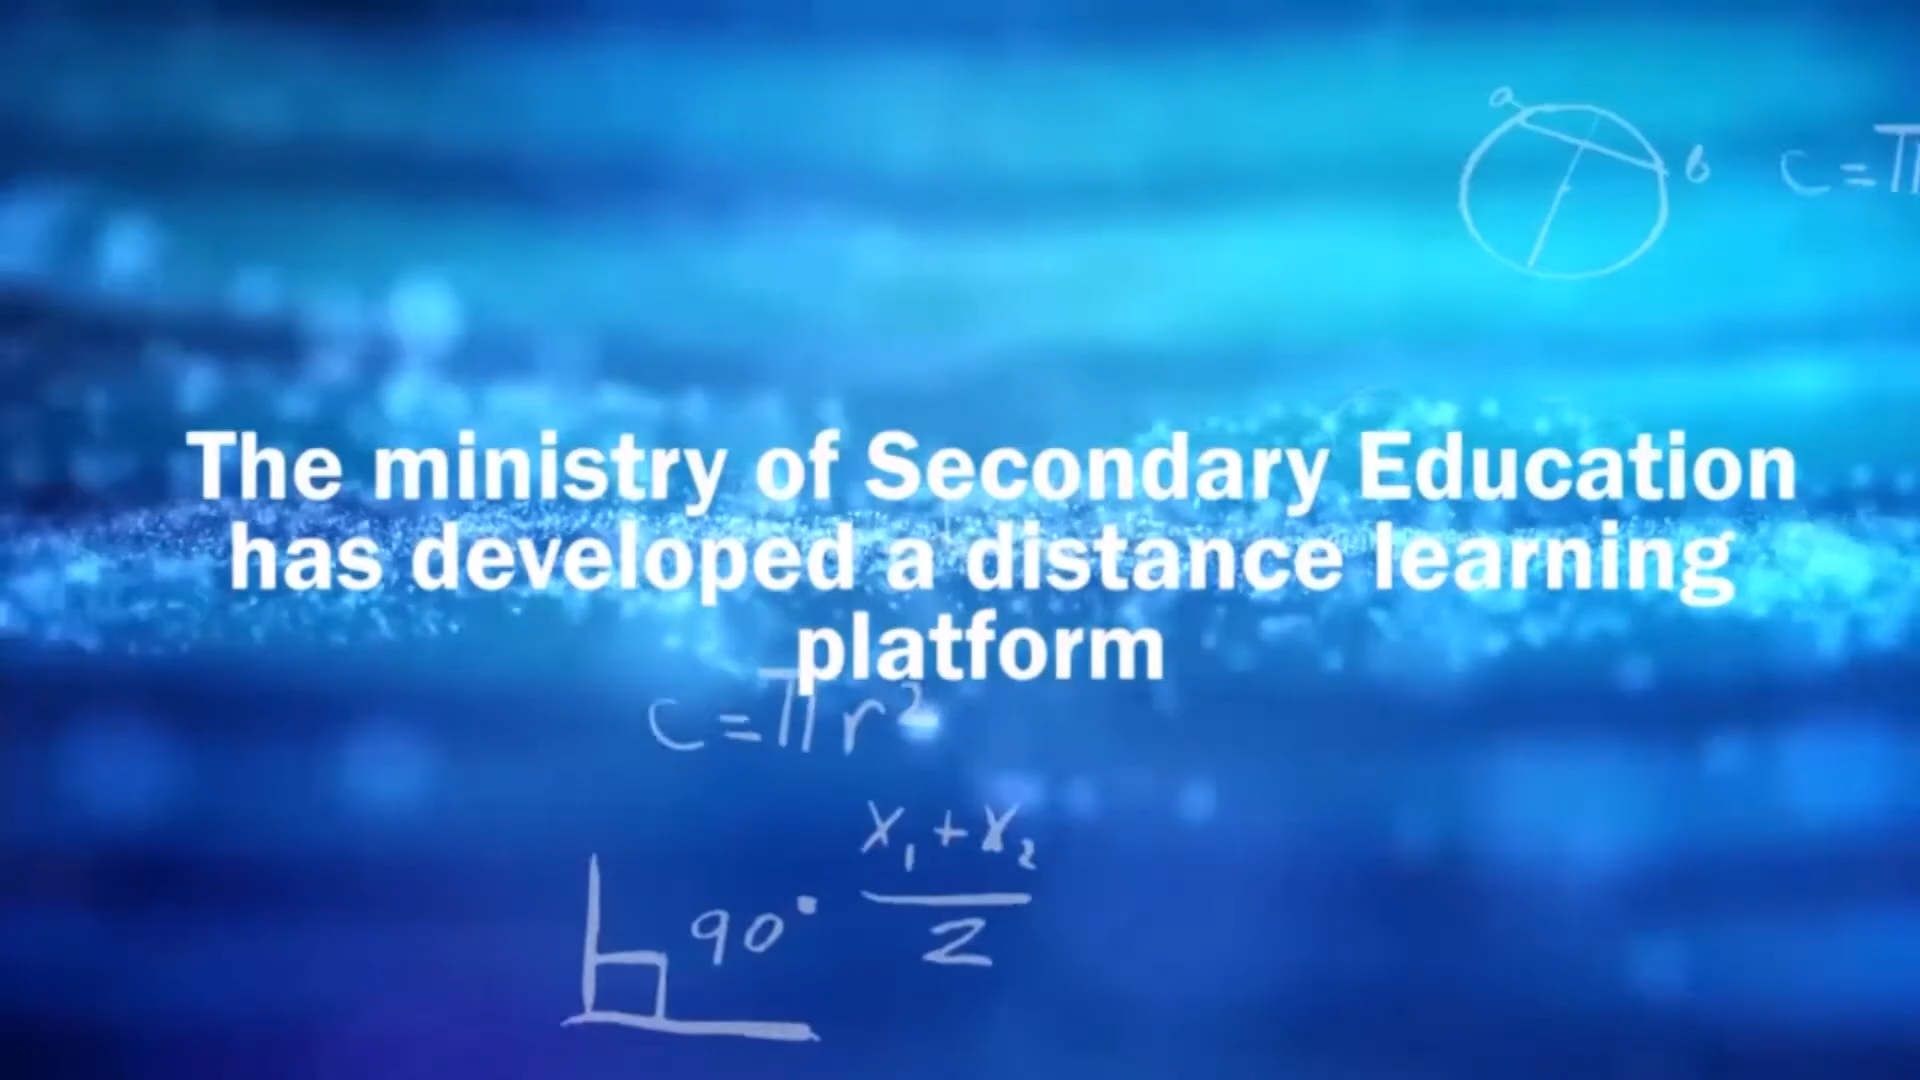 a
b C=π
The ministry of Secondary Education
has developed a distance learning
platform
C=πr²
x₁+x₂
90°
2